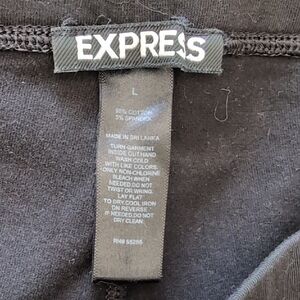 EXPRESS
L
95% COTTON
5% SPANDEX
MADE IN SRI LANKA
TURN GARMENT
INSIDE OUT.HAND
WASH COLD
WITH LIKE COLORS.
ONLY NON-CHLORINE
BLEACH WHEN
NEEDED.DO NOT
TWIST OR WRING.
LAY FLAT
TO DRY.COOL IRON
ON REVERSE
IF NEEDED.DO NOT
DRY CLEAN.
RN# 55285